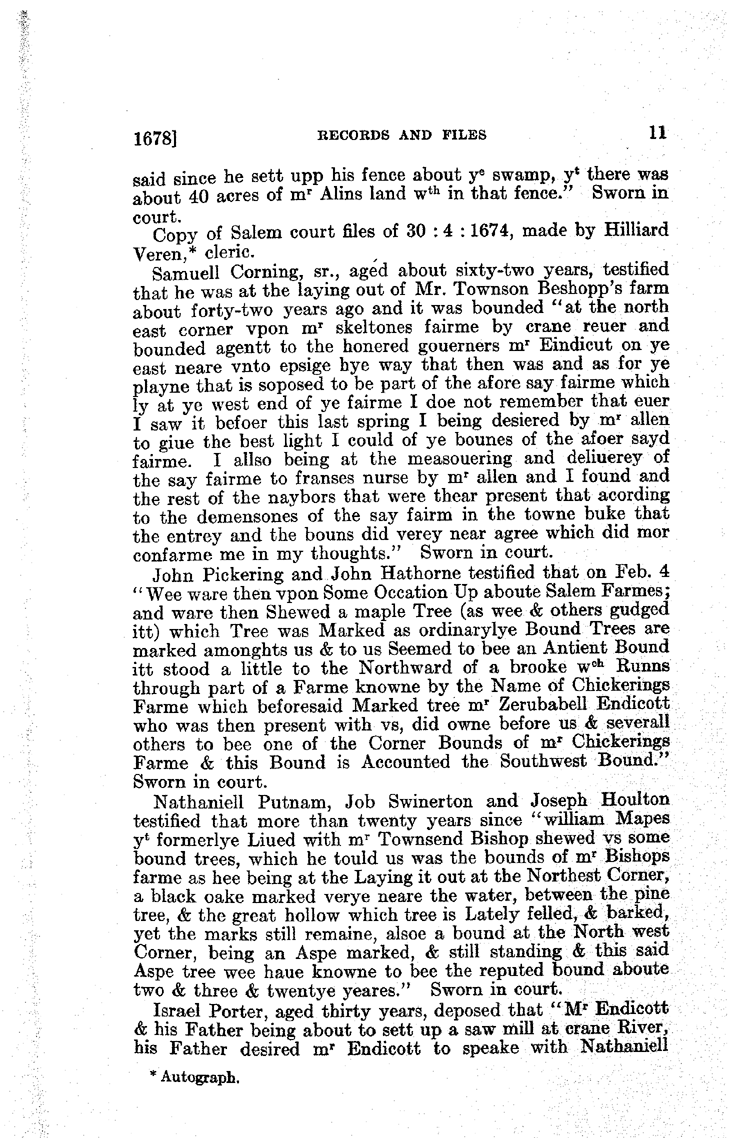 1678] RECORDS AND FILES 11
said since he sett upp his fence about yᵉ swamp, yᵗ there was
about 40 acres of mʳ Alins land wᵗʰ in that fence." Sworn in
court.
Copy of Salem court files of 30 : 4 : 1674, made by Hilliard
Veren,* cleric.
Samuell Corning, sr., aged about sixty-two years, testified
that he was at the laying out of Mr. Townson Beshopp's farm
about forty-two years ago and it was bounded "at the north
east corner vpon mʳ skeltones fairme by crane reuer and
bounded agentt to the honered gouerners mʳ Eindicut on ye
east neare vnto epsige hye way that then was and as for ye
playne that is soposed to be part of the afore say fairme which
ly at ye west end of ye fairme I doe not remember that euer
I saw it befoer this last spring I being desiered by mʳ allen
to giue the best light I could of ye bounes of the afoer sayd
fairme. I allso being at the measouering and deliuerey of
the say fairme to franses nurse by mʳ allen and I found and
the rest of the naybors that were thear present that acording
to the demensones of the say fairm in the towne buke that
the entrey and the bouns did verey near agree which did mor
confarme me in my thoughts." Sworn in court.
John Pickering and John Hathorne testified that on Feb. 4
"Wee ware then vpon Some Occation Up aboute Salem Farmes;
and ware then Shewed a maple Tree (as wee & others gudged
itt) which Tree was Marked as ordinarylye Bound Trees are
marked amonghts us & to us Seemed to bee an Antient Bound
itt stood a little to the Northward of a brooke wᶜʰ Runns
through part of a Farme knowne by the Name of Chickerings
Farme which beforesaid Marked tree mʳ Zerubabell Endicott
who was then present with vs, did owne before us & severall
others to bee one of the Corner Bounds of mʳ Chickerings
Farme & this Bound is Accounted the Southwest Bound."
Sworn in court.
Nathaniell Putnam, Job Swinerton and Joseph Houlton
testified that more than twenty years since "william Mapes
yᵗ formerlye Liued with mʳ Townsend Bishop shewed vs some
bound trees, which he tould us was the bounds of mʳ Bishops
farme as hee being at the Laying it out at the Northest Corner,
a black oake marked verye neare the water, between the pine
tree, & the great hollow which tree is Lately felled, & barked,
yet the marks still remaine, alsoe a bound at the North west
Corner, being an Aspe marked, & still standing & this said
Aspe tree wee haue knowne to bee the reputed bound aboute
two & three & twentye yeares." Sworn in court.
Israel Porter, aged thirty years, deposed that "Mʳ Endicott
& his Father being about to sett up a saw mill at crane River,
his Father desired mʳ Endicott to speake with Nathaniell
* Autograph.